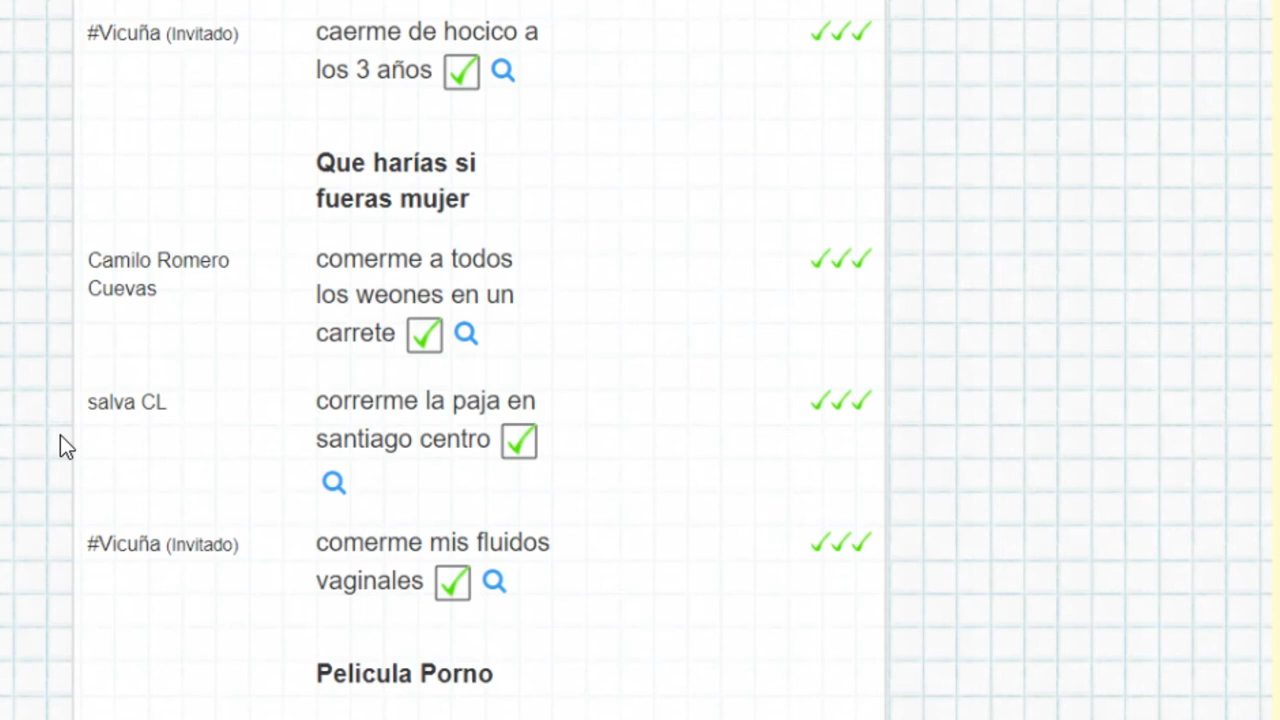 #Vicuña (Invitado)
caerme de hocico a
los 3 años
Que harías si
fueras mujer
Camilo Romero
Cuevas
comerme a todos
los weones en un
carrete
salva CL
correrme la paja en
santiago centro
#Vicuña (Invitado)
comerme mis fluidos
vaginales
Pelicula Porno